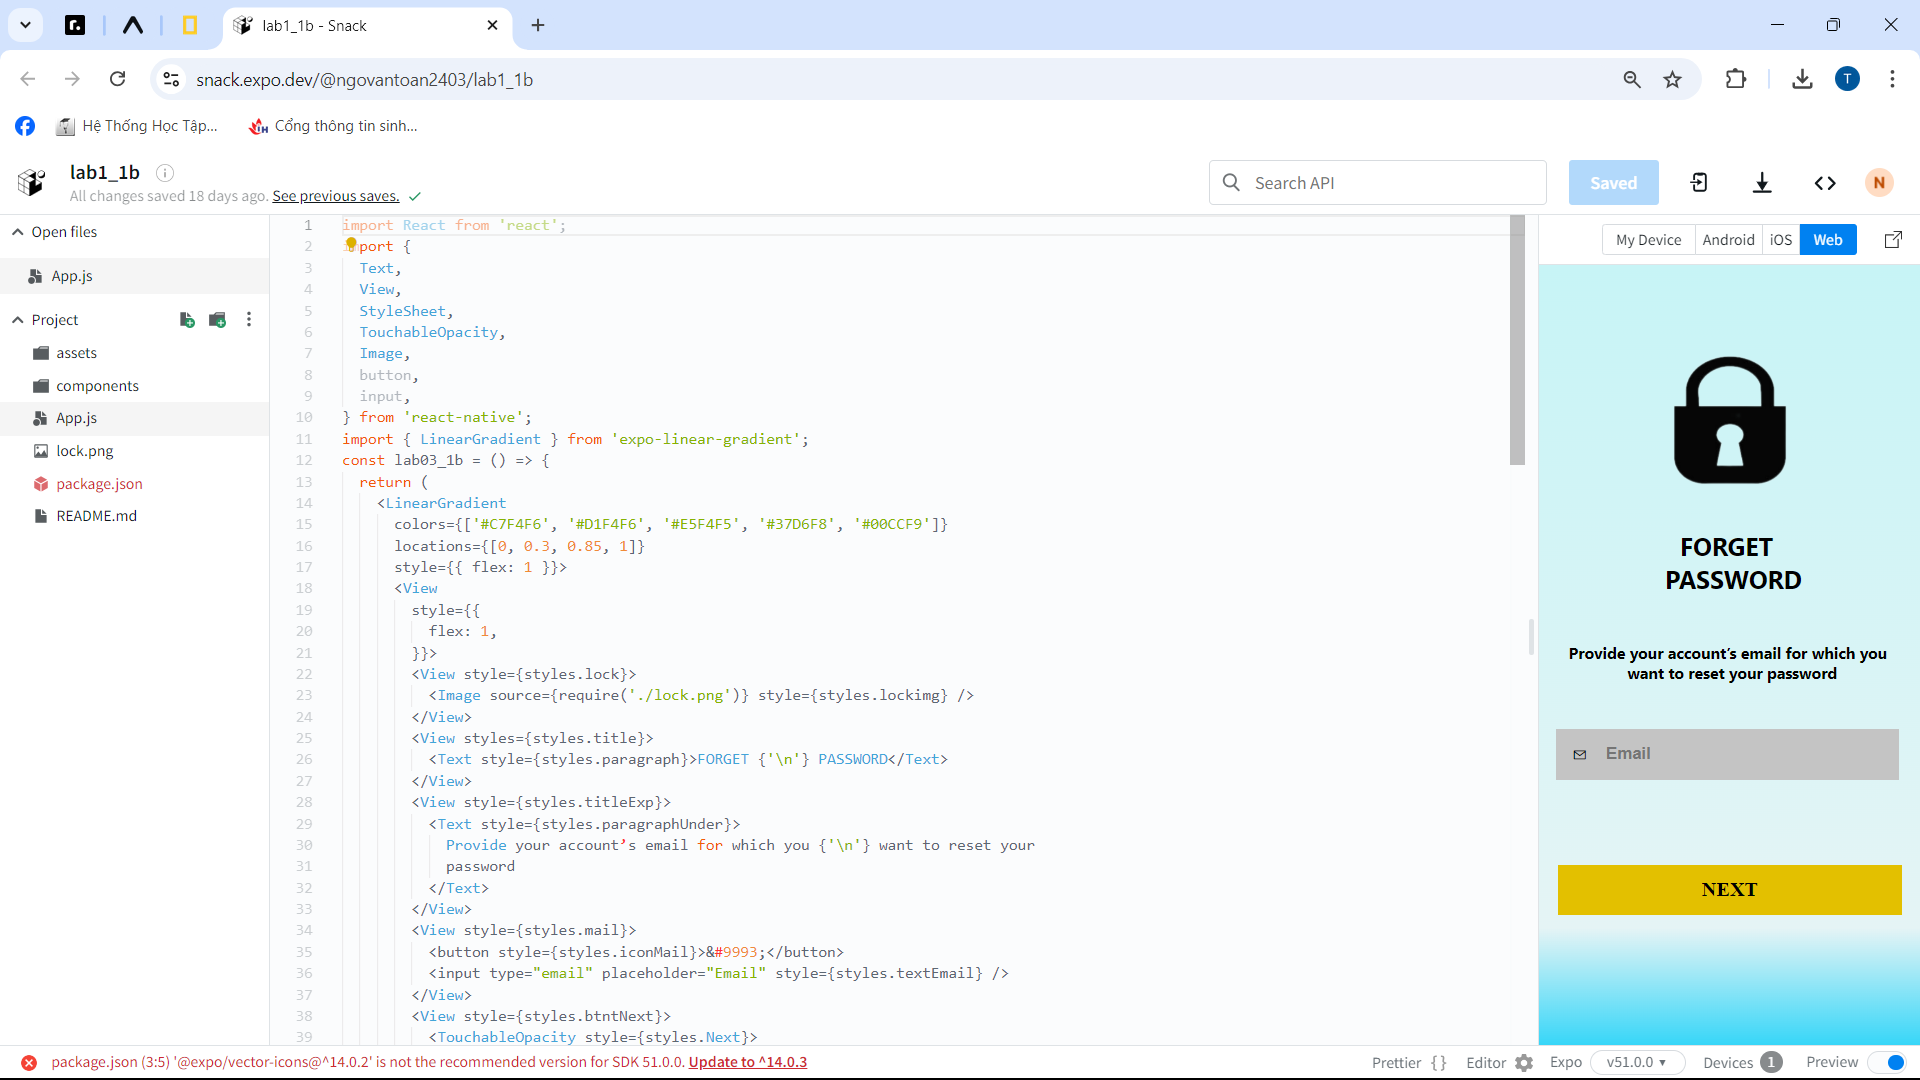 lab1_1b - Snack
snack.expo.dev/@ngovantoan2403/lab1_1b
T
Hệ Thống Học Tập...
Cổng thông tin sinh...
lab1_1b
All changes saved 18 days ago. See previous saves.
Search API
Saved
N
Open files
App.js
Project
assets
components
App.js
lock.png
package.json
README.md
1 import React from 'react';
2 port {
3 Text,
4 View,
5 StyleSheet,
6 TouchableOpacity,
7 Image,
8 button,
9 input,
10 } from 'react-native';
11 import { LinearGradient } from 'expo-linear-gradient';
12 const lab03_1b = () => {
13 return (
14 <LinearGradient
15 colors={['#C7F4F6', '#D1F4F6', '#E5F4F5', '#37D6F8', '#00CCF9']}
16 locations={[0, 0.3, 0.85, 1]}
17 style={{ flex: 1 }}>
18 <View
19 style={{
20 flex: 1,
21 }}>
22 <View style={styles.lock}>
23 <Image source={require('./lock.png')} style={styles.lockimg} />
24 </View>
25 <View styles={styles.title}>
26 <Text style={styles.paragraph}>FORGET {'\n'} PASSWORD</Text>
27 </View>
28 <View style={styles.titleExp}>
29 <Text style={styles.paragraphUnder}>
30 Provide your account’s email for which you {'\n'} want to reset your
31 password
32 </Text>
33 </View>
34 <View style={styles.mail}>
35 <button style={styles.iconMail}>&#9993;</button>
36 <input type="email" placeholder="Email" style={styles.textEmail} />
37 </View>
38 <View style={styles.btntNext}>
39 <TouchableOpacity style={styles.Next}>
My Device
Android
iOS
Web
FORGET
PASSWORD
Provide your account’s email for which you
want to reset your password
Email
NEXT
package.json (3:5) '@expo/vector-icons@^14.0.2' is not the recommended version for SDK 51.0.0. Update to ^14.0.3
Prettier {}
Editor
Expo
v51.0.0
Devices 1
Preview